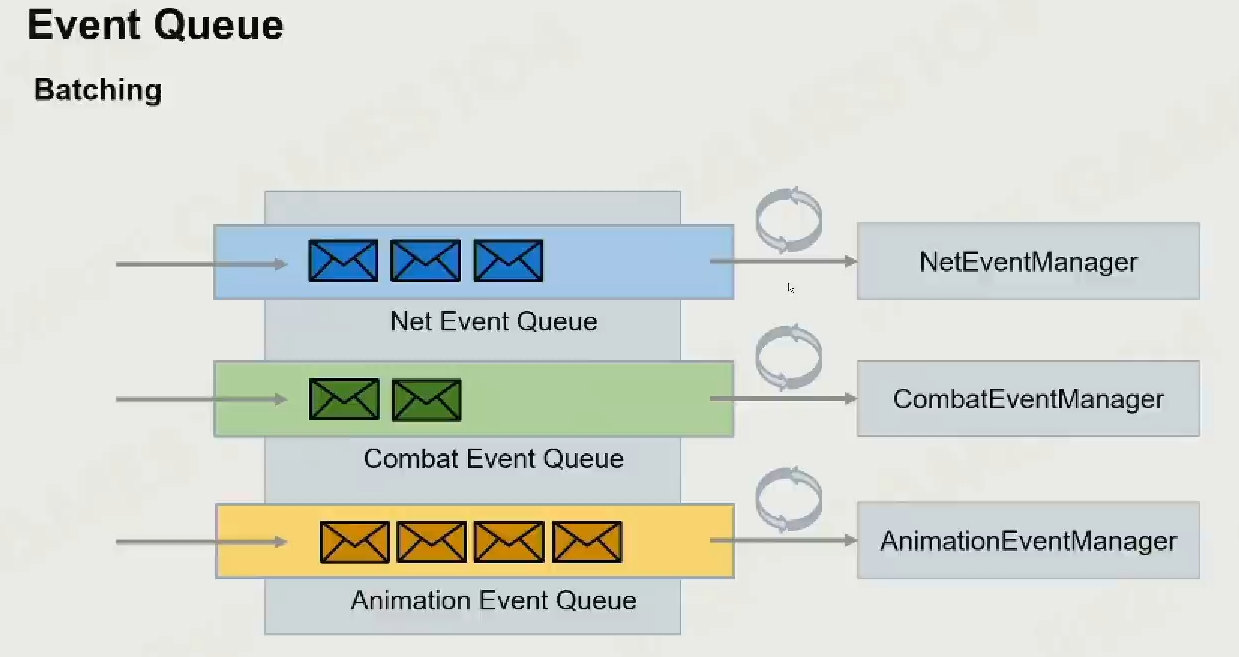 Event Queue
Batching
NetEventManager
Net Event Queue
CombatEventManager
Combat Event Queue
AnimationEventManager
Animation Event Queue